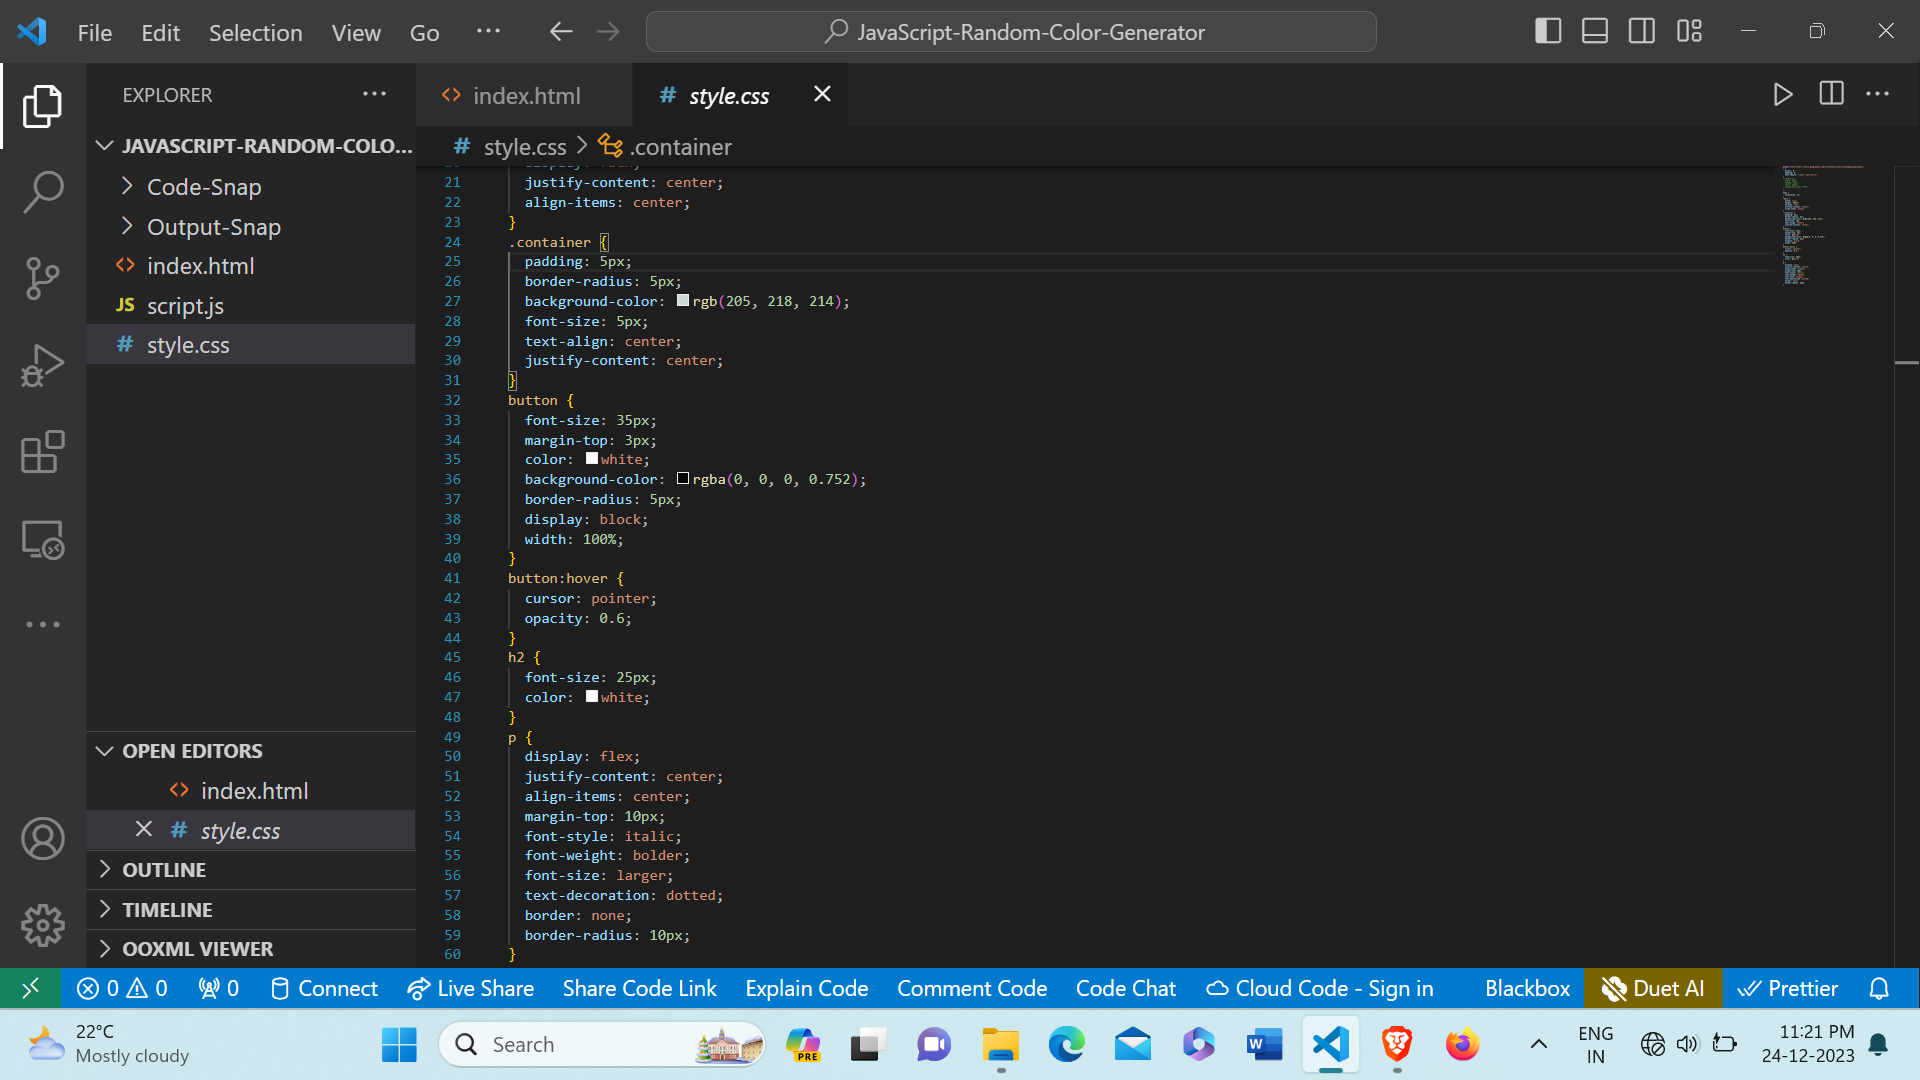 File Edit Selection View Go ··· JavaScript-Random-Color-Generator
EXPLORER ···
JAVASCRIPT-RANDOM-COLO...
Code-Snap
Output-Snap
index.html
JS script.js
# style.css
OPEN EDITORS
index.html
# style.css
OUTLINE
TIMELINE
OOXML VIEWER
index.html # style.css
# style.css > .container
21 justify-content: center;
22 align-items: center;
23 }
24 .container {
25 padding: 5px;
26 border-radius: 5px;
27 background-color: rgb(205, 218, 214);
28 font-size: 5px;
29 text-align: center;
30 justify-content: center;
31 }
32 button {
33 font-size: 35px;
34 margin-top: 3px;
35 color: white;
36 background-color: rgba(0, 0, 0, 0.752);
37 border-radius: 5px;
38 display: block;
39 width: 100%;
40 }
41 button:hover {
42 cursor: pointer;
43 opacity: 0.6;
44 }
45 h2 {
46 font-size: 25px;
47 color: white;
48 }
49 p {
50 display: flex;
51 justify-content: center;
52 align-items: center;
53 margin-top: 10px;
54 font-style: italic;
55 font-weight: bolder;
56 font-size: larger;
57 text-decoration: dotted;
58 border: none;
59 border-radius: 10px;
60 }
0 0 0 Connect Live Share Share Code Link Explain Code Comment Code Code Chat Cloud Code - Sign in Blackbox Duet AI Prettier
22°C
Mostly cloudy
Search
PRE
W
ENG
IN
11:21 PM
24-12-2023